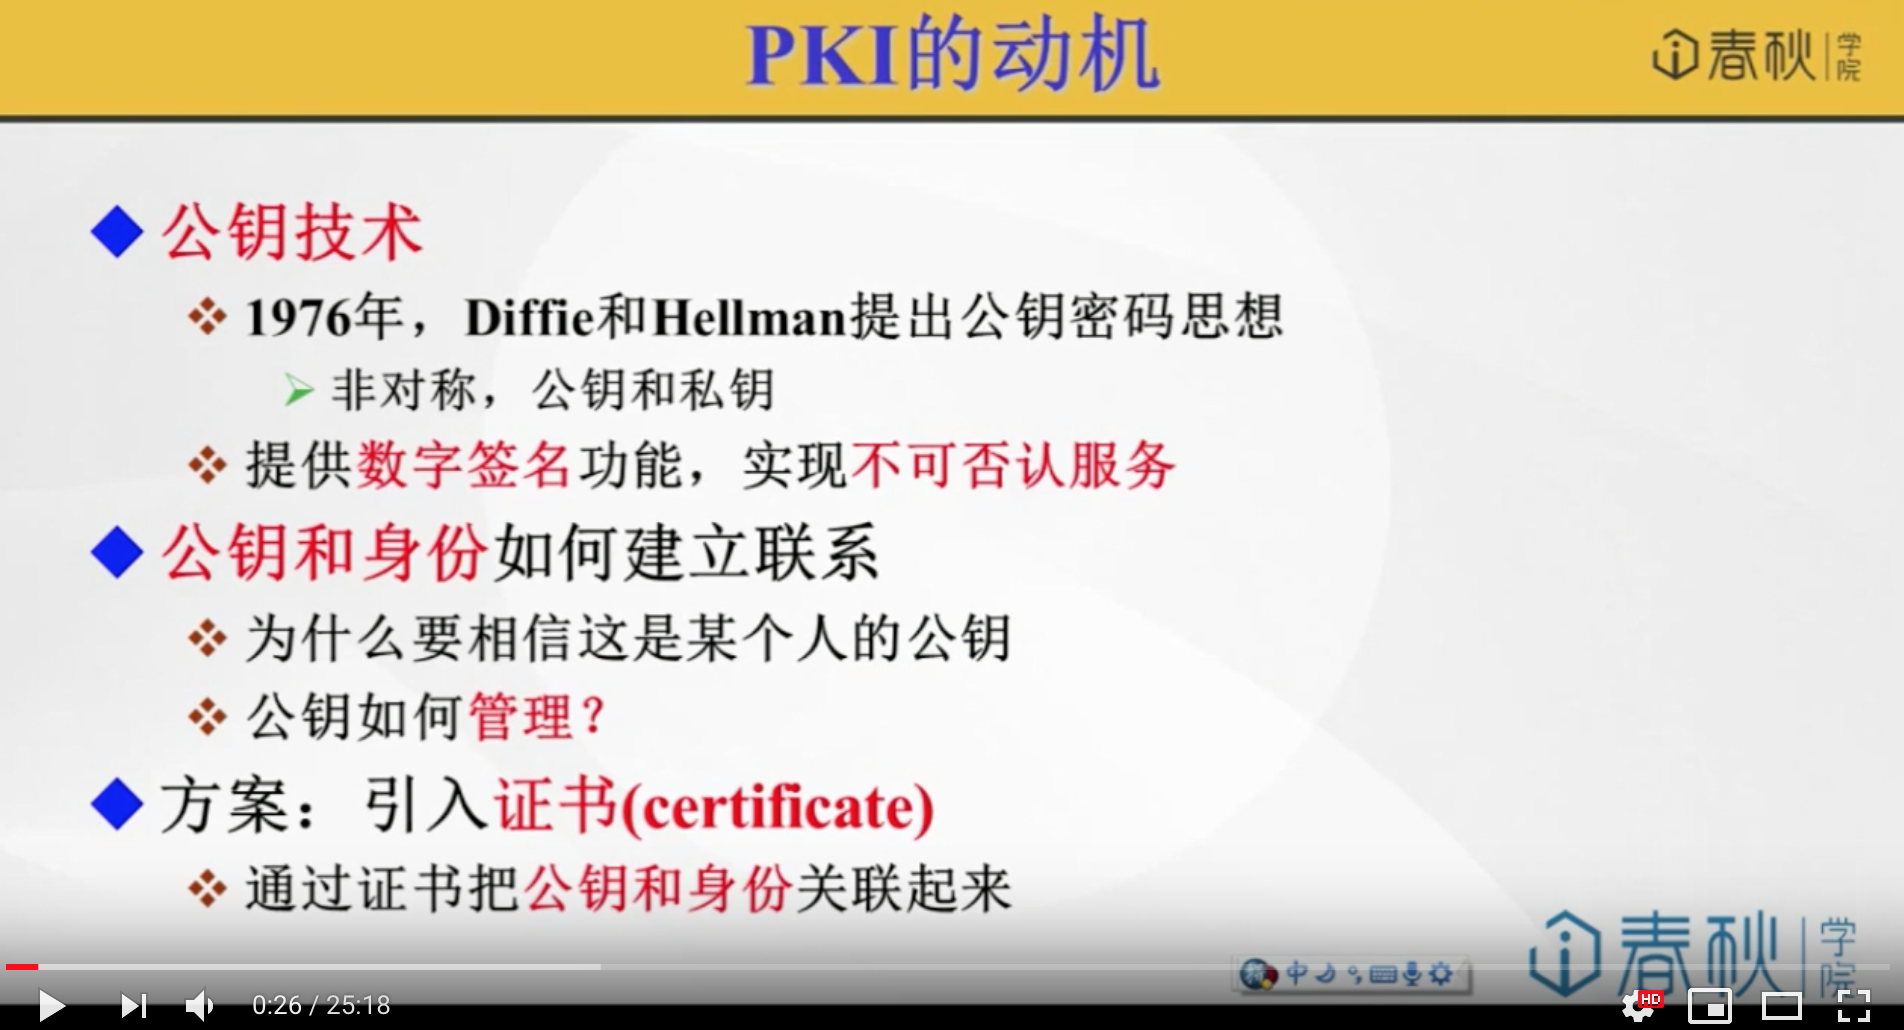 PKI的动机
春秋学院
公钥技术
1976年，Diffie和Hellman提出公钥密码思想
非对称，公钥和私钥
提供数字签名功能，实现不可否认服务
公钥和身份如何建立联系
为什么要相信这是某个人的公钥
公钥如何管理？
方案：引入证书(certificate)
通过证书把公钥和身份关联起来
中
春秋学院
0:26 / 25:18
HD